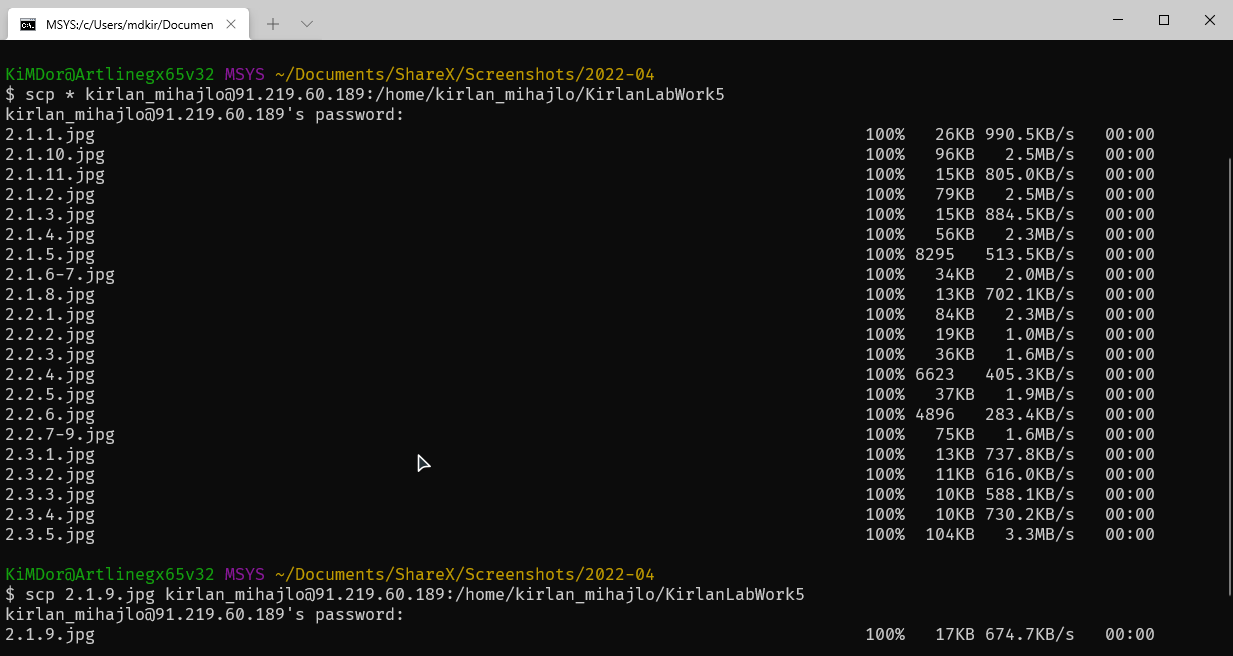 MSYS:/c/Users/mdkir/Documen
KiMDor@Artlinegx65v32 MSYS ~/Documents/ShareX/Screenshots/2022-04
$ scp * kirlan_mihajlo@91.219.60.189:/home/kirlan_mihajlo/KirlanLabWork5
kirlan_mihajlo@91.219.60.189's password:
2.1.1.jpg 100% 26KB 990.5KB/s 00:00
2.1.10.jpg 100% 96KB 2.5MB/s 00:00
2.1.11.jpg 100% 15KB 805.0KB/s 00:00
2.1.2.jpg 100% 79KB 2.5MB/s 00:00
2.1.3.jpg 100% 15KB 884.5KB/s 00:00
2.1.4.jpg 100% 56KB 2.3MB/s 00:00
2.1.5.jpg 100% 8295 513.5KB/s 00:00
2.1.6-7.jpg 100% 34KB 2.0MB/s 00:00
2.1.8.jpg 100% 13KB 702.1KB/s 00:00
2.2.1.jpg 100% 84KB 2.3MB/s 00:00
2.2.2.jpg 100% 19KB 1.0MB/s 00:00
2.2.3.jpg 100% 36KB 1.6MB/s 00:00
2.2.4.jpg 100% 6623 405.3KB/s 00:00
2.2.5.jpg 100% 37KB 1.9MB/s 00:00
2.2.6.jpg 100% 4896 283.4KB/s 00:00
2.2.7-9.jpg 100% 75KB 1.6MB/s 00:00
2.3.1.jpg 100% 13KB 737.8KB/s 00:00
2.3.2.jpg 100% 11KB 616.0KB/s 00:00
2.3.3.jpg 100% 10KB 588.1KB/s 00:00
2.3.4.jpg 100% 10KB 730.2KB/s 00:00
2.3.5.jpg 100% 104KB 3.3MB/s 00:00
KiMDor@Artlinegx65v32 MSYS ~/Documents/ShareX/Screenshots/2022-04
$ scp 2.1.9.jpg kirlan_mihajlo@91.219.60.189:/home/kirlan_mihajlo/KirlanLabWork5
kirlan_mihajlo@91.219.60.189's password:
2.1.9.jpg 100% 17KB 674.7KB/s 00:00